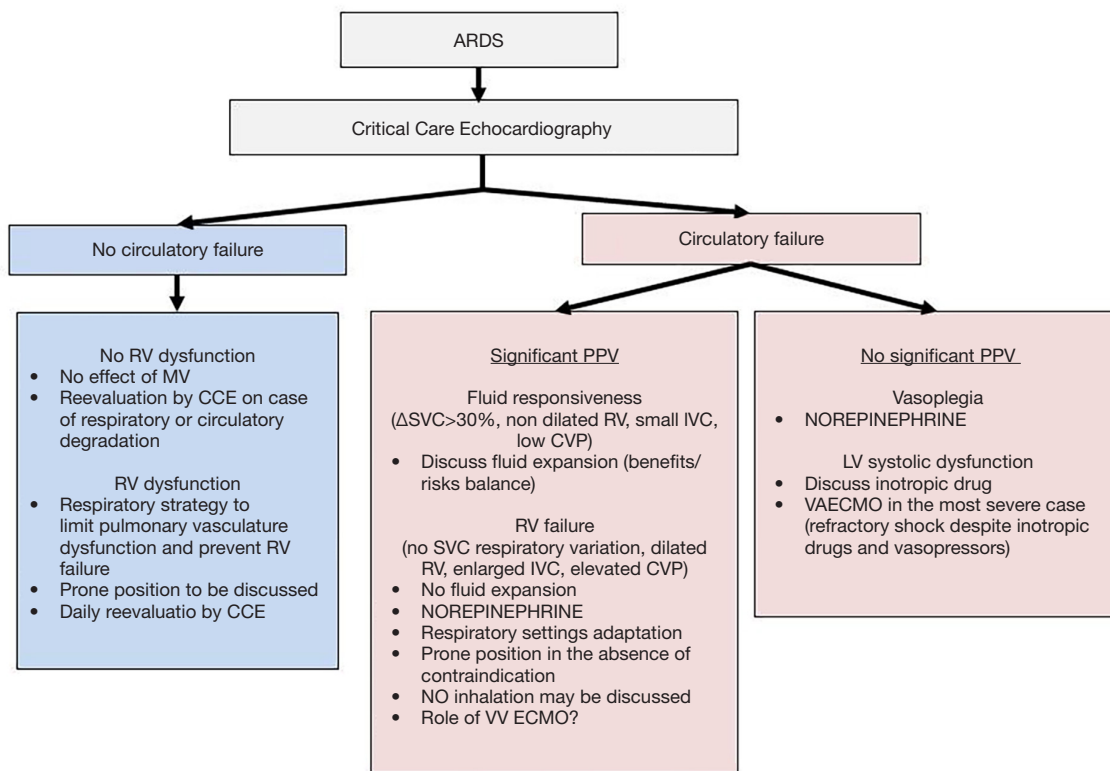 ARDS
Critical Care Echocardiography
No circulatory failure
Circulatory failure
No RV dysfunction
• No effect of MV
• Reevaluation by CCE on case
of respiratory or circulatory
degradation
RV dysfunction
• Respiratory strategy to
limit pulmonary vasculature
dysfunction and prevent RV
failure
• Prone position to be discussed
• Daily reevaluatio by CCE
Significant PPV
Fluid responsiveness
(ΔSVC>30%, non dilated RV, small IVC,
low CVP)
• Discuss fluid expansion (benefits/
risks balance)
RV failure
(no SVC respiratory variation, dilated
RV, enlarged IVC, elevated CVP)
• No fluid expansion
• NOREPINEPHRINE
• Respiratory settings adaptation
• Prone position in the absence of
contraindication
• NO inhalation may be discussed
• Role of VV ECMO?
No significant PPV
Vasoplegia
• NOREPINEPHRINE
LV systolic dysfunction
• Discuss inotropic drug
• VAECMO in the most severe case
(refractory shock despite inotropic
drugs and vasopressors)